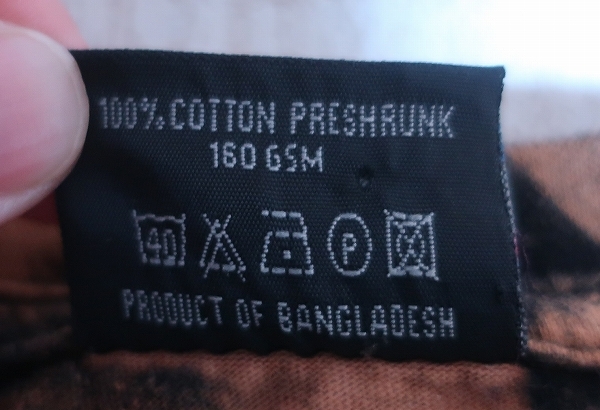 100% COTTON PRESHRUNK
160 GSM
40 P
PRODUCT OF BANGLADESH